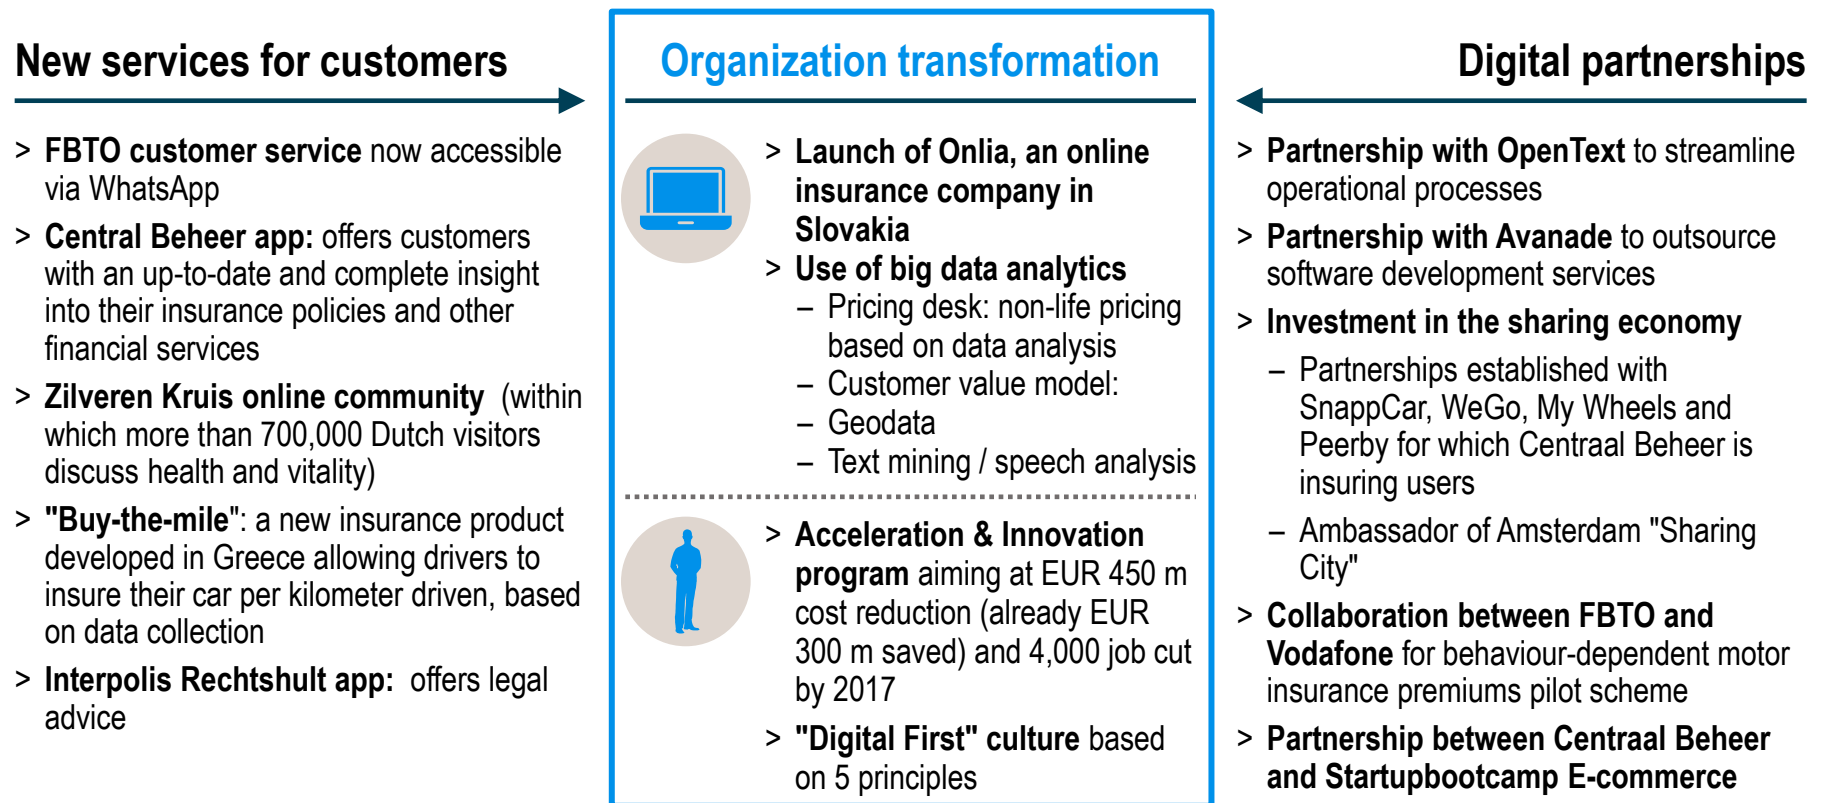 New services for customers
> FBTO customer service now accessible
via WhatsApp
> Central Beheer app: offers customers
with an up-to-date and complete insight
into their insurance policies and other
financial services
> Zilveren Kruis online community (within
which more than 700,000 Dutch visitors
discuss health and vitality)
> "Buy-the-mile": a new insurance product
developed in Greece allowing drivers to
insure their car per kilometer driven, based
on data collection
> Interpolis Rechtshult app: offers legal
advice
Organization transformation
> Launch of Onlia, an online
insurance company in
Slovakia
> Use of big data analytics
– Pricing desk: non-life pricing
based on data analysis
– Customer value model:
– Geodata
– Text mining / speech analysis
> Acceleration & Innovation
program aiming at EUR 450 m
cost reduction (already EUR
300 m saved) and 4,000 job cut
by 2017
> "Digital First" culture based
on 5 principles
Digital partnerships
> Partnership with OpenText to streamline
operational processes
> Partnership with Avanade to outsource
software development services
> Investment in the sharing economy
– Partnerships established with
SnappCar, WeGo, My Wheels and
Peerby for which Centraal Beheer is
insuring users
– Ambassador of Amsterdam "Sharing
City"
> Collaboration between FBTO and
Vodafone for behaviour-dependent motor
insurance premiums pilot scheme
> Partnership between Centraal Beheer
and Startupbootcamp E-commerce